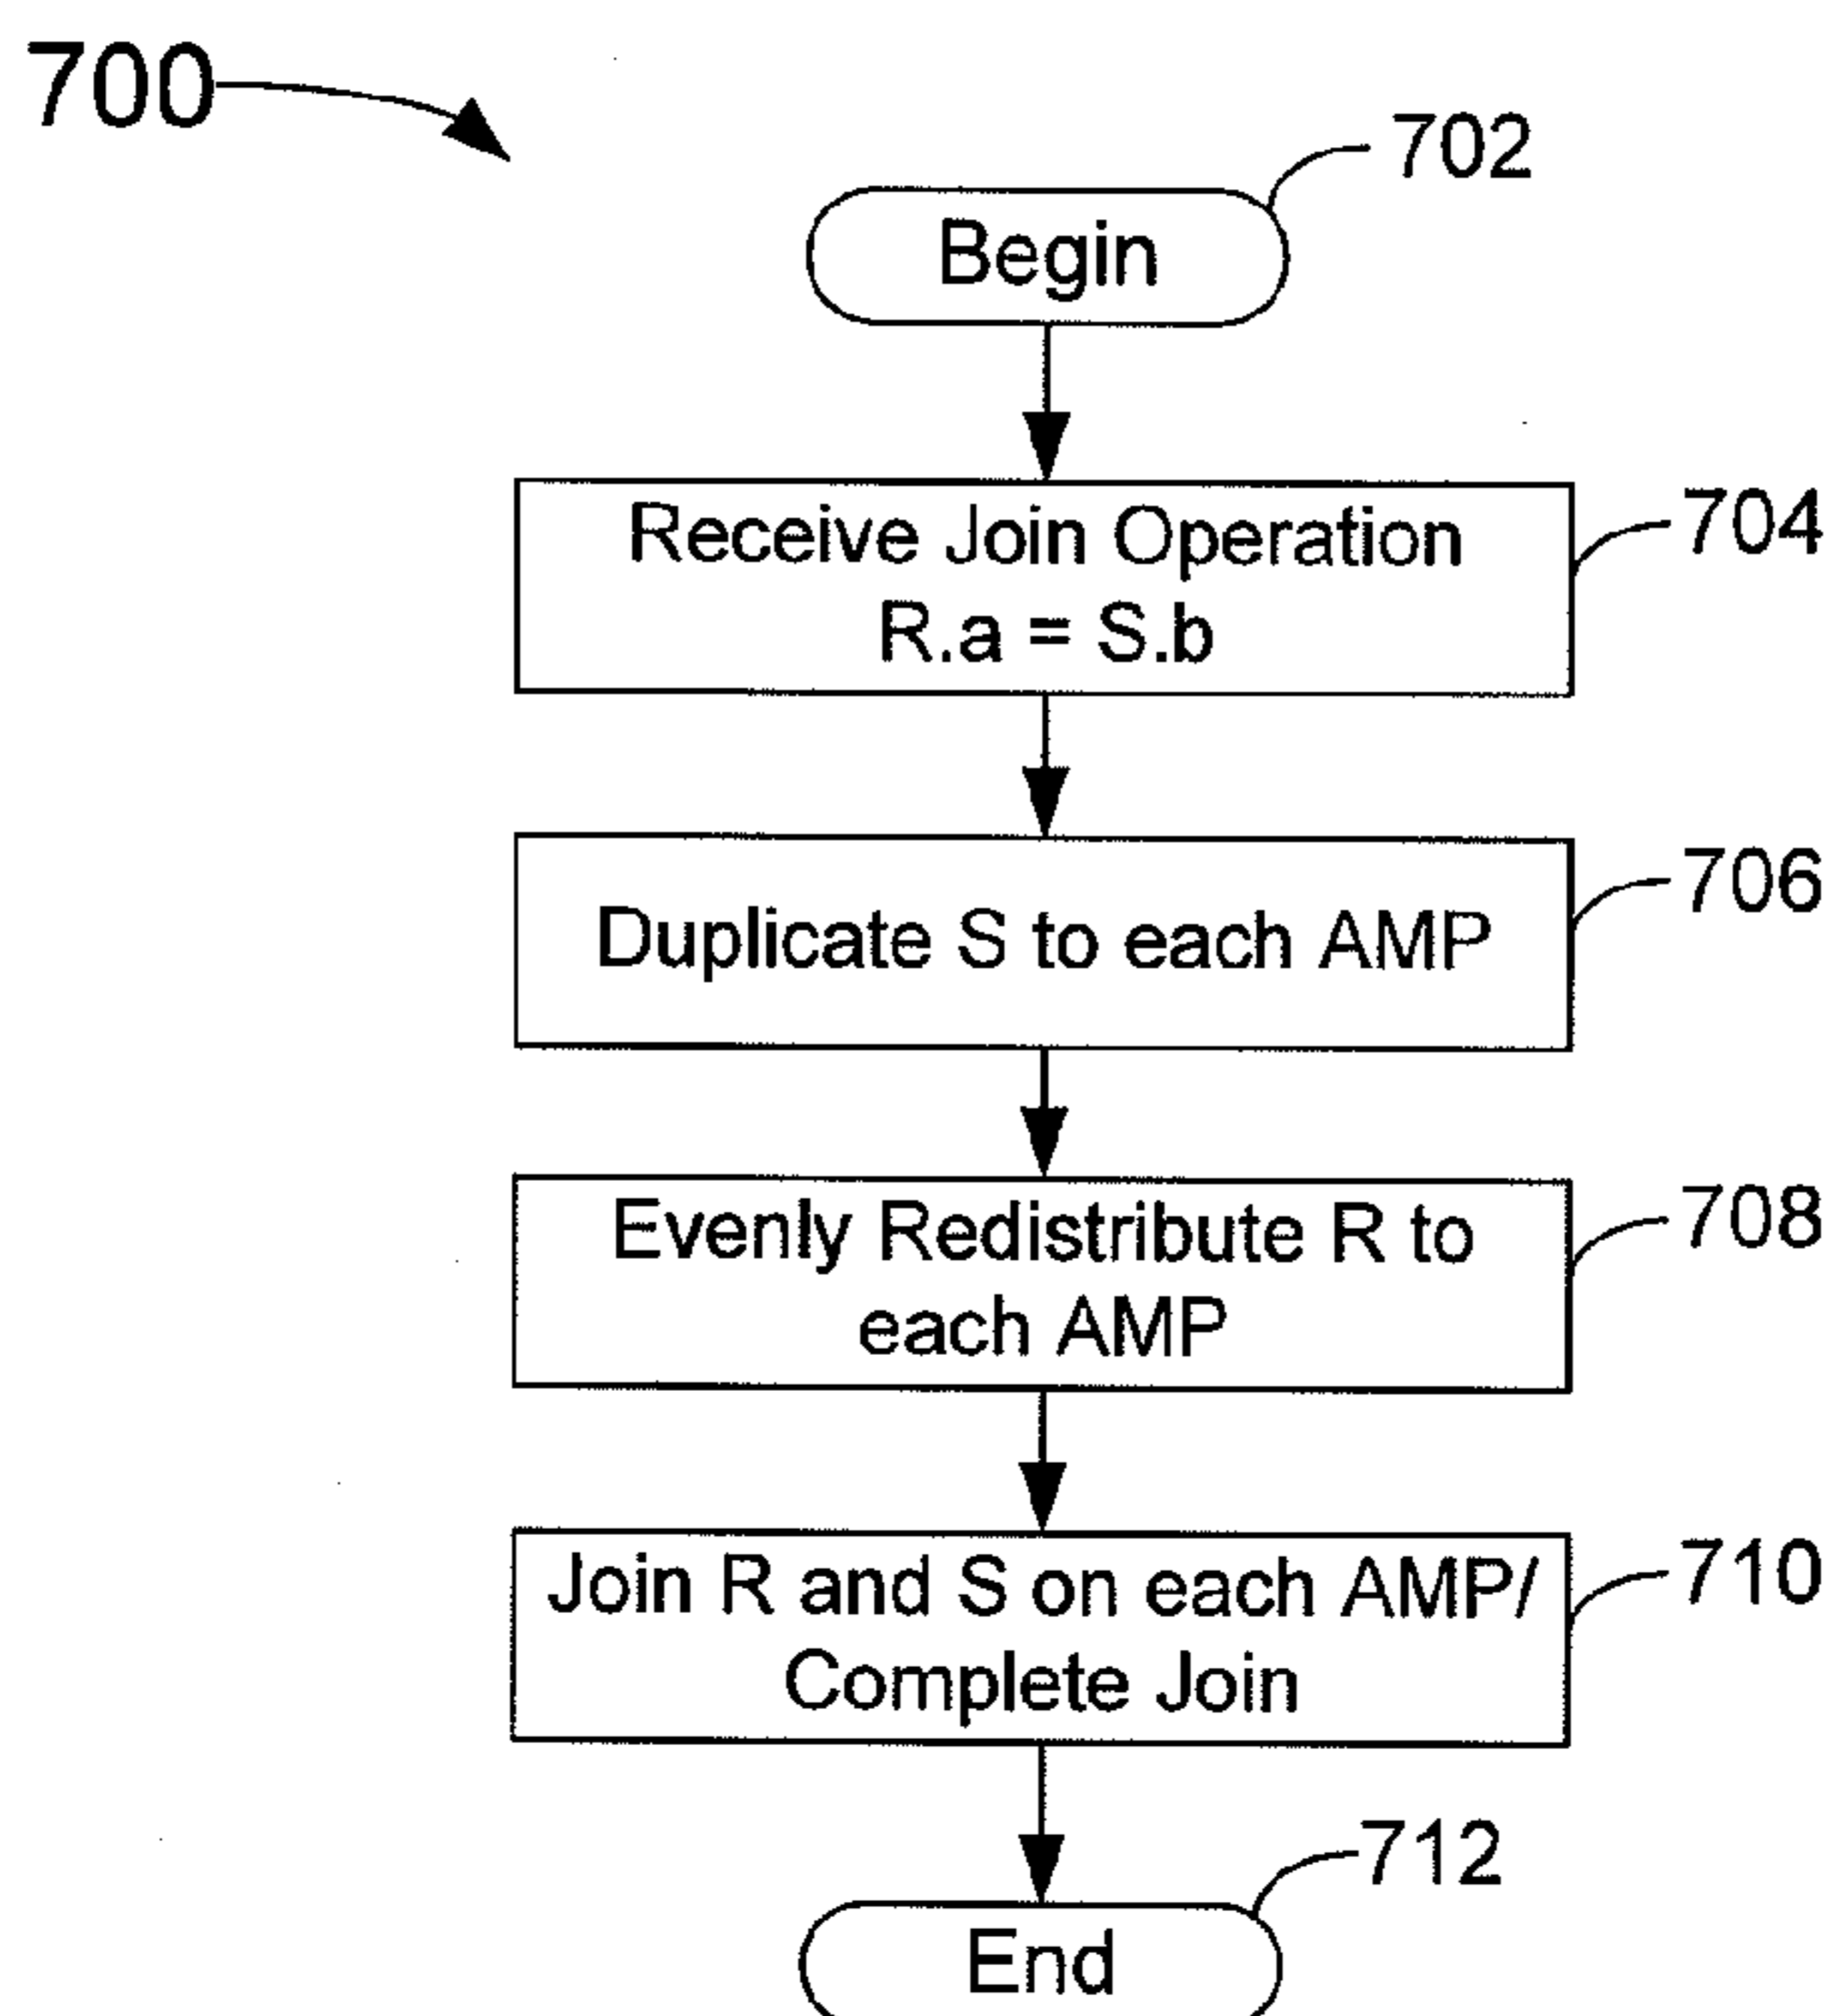 700
702
Begin
Receive Join Operation
R.a = S.b
704
Duplicate S to each AMP
706
Evenly Redistribute R to
each AMP
708
Join R and S on each AMP/
Complete Join
710
712
End